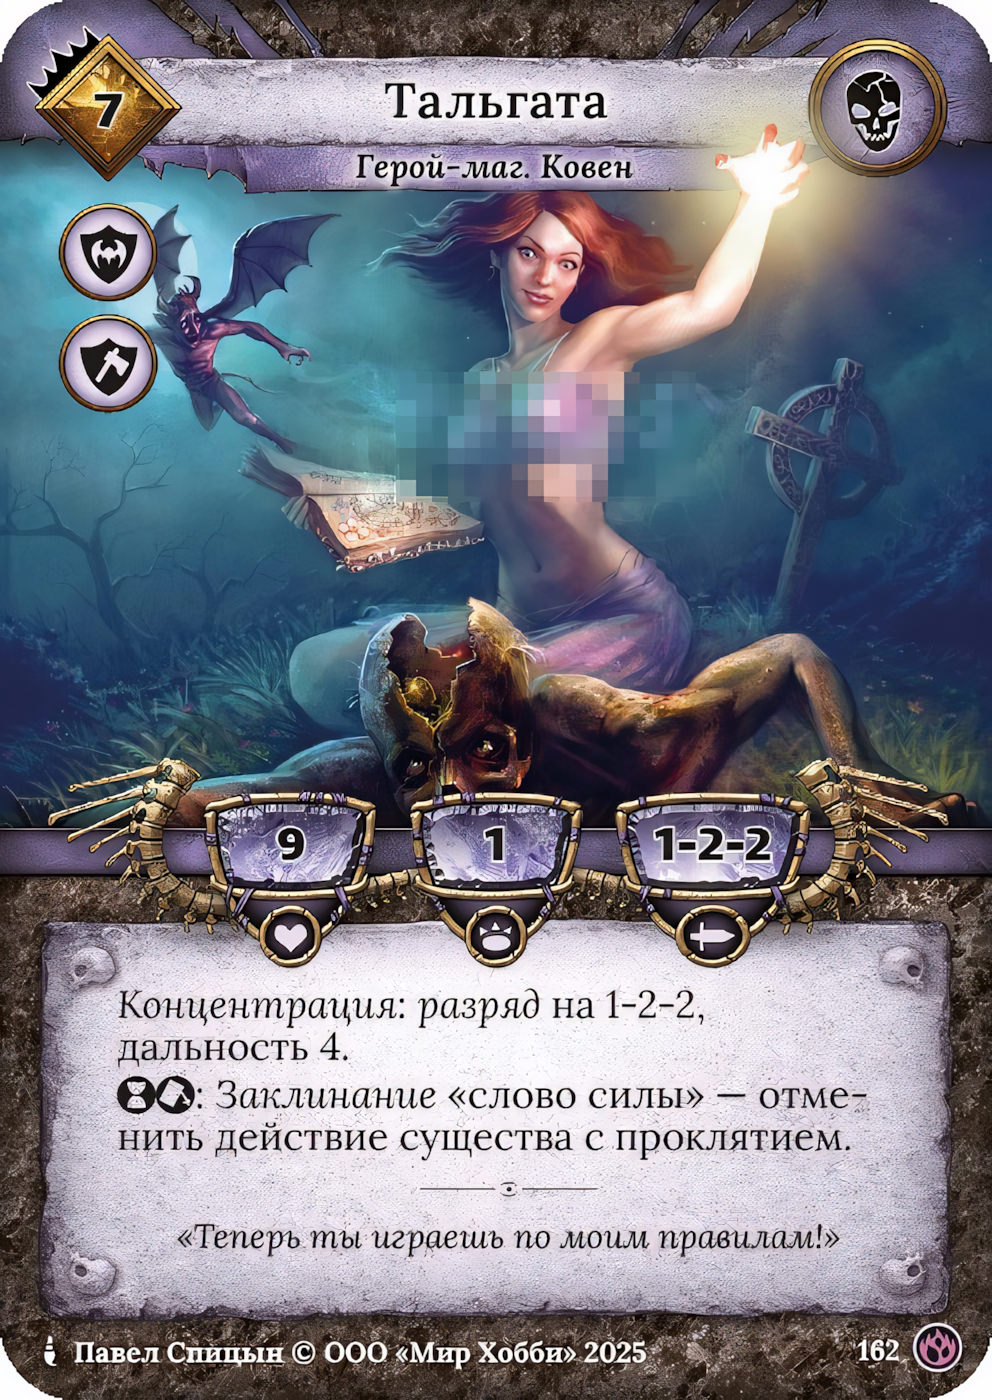 7
Тальгата
Герой-маг. Ковен
9
1
1-2-2
Концентрация: разряд на 1-2-2,
дальность 4.
: Заклинание «слово силы» — отме-
нить действие существа с проклятием.
«Теперь ты играешь по моим правилам!»
Павел Спицын © ООО «Мир Хобби» 2025
162